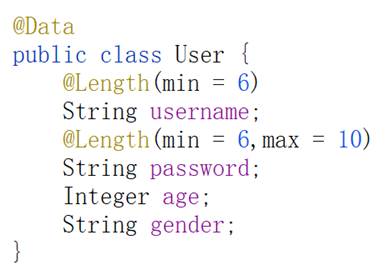 @Data
public class User {
    @Length(min = 6)
    String username;
    @Length(min = 6,max = 10)
    String password;
    Integer age;
    String gender;
}